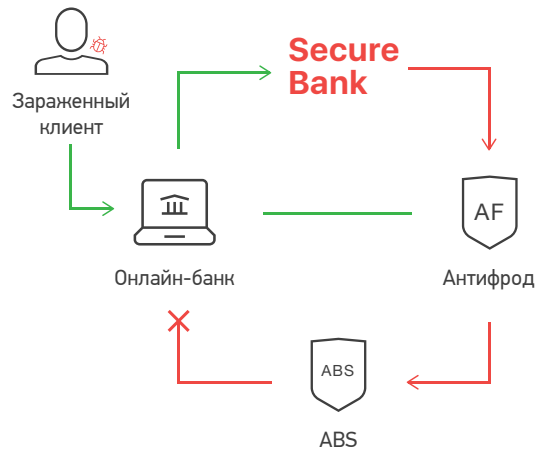 Secure
Bank
Зараженный
клиент
AF
Онлайн-банк
Антифрод
ABS
ABS